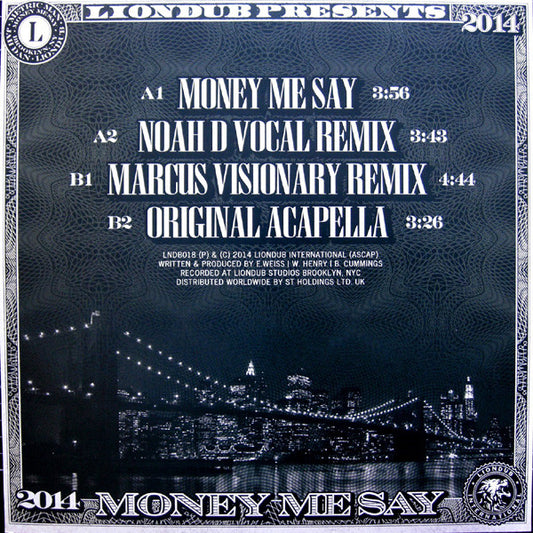 LIONDUB PRESENTS
2014
L
A1 MONEY ME SAY 3:56
A2 NOAH D VOCAL REMIX 3:43
B1 MARCUS VISIONARY REMIX 4:44
B2 ORIGINAL ACAPELLA 3:26
LNDB018 (P) & (C) 2014 LIONDUB INTERNATIONAL (ASCAP)
WRITTEN & PRODUCED BY E.WEISS | W. HENRY | B. CUMMINGS
RECORDED AT LIONDUB STUDIOS BROOKLYN, NYC
DISTRIBUTED WORLDWIDE BY ST HOLDINGS LTD. UK
2014 MONEY ME SAY
LIONDUB